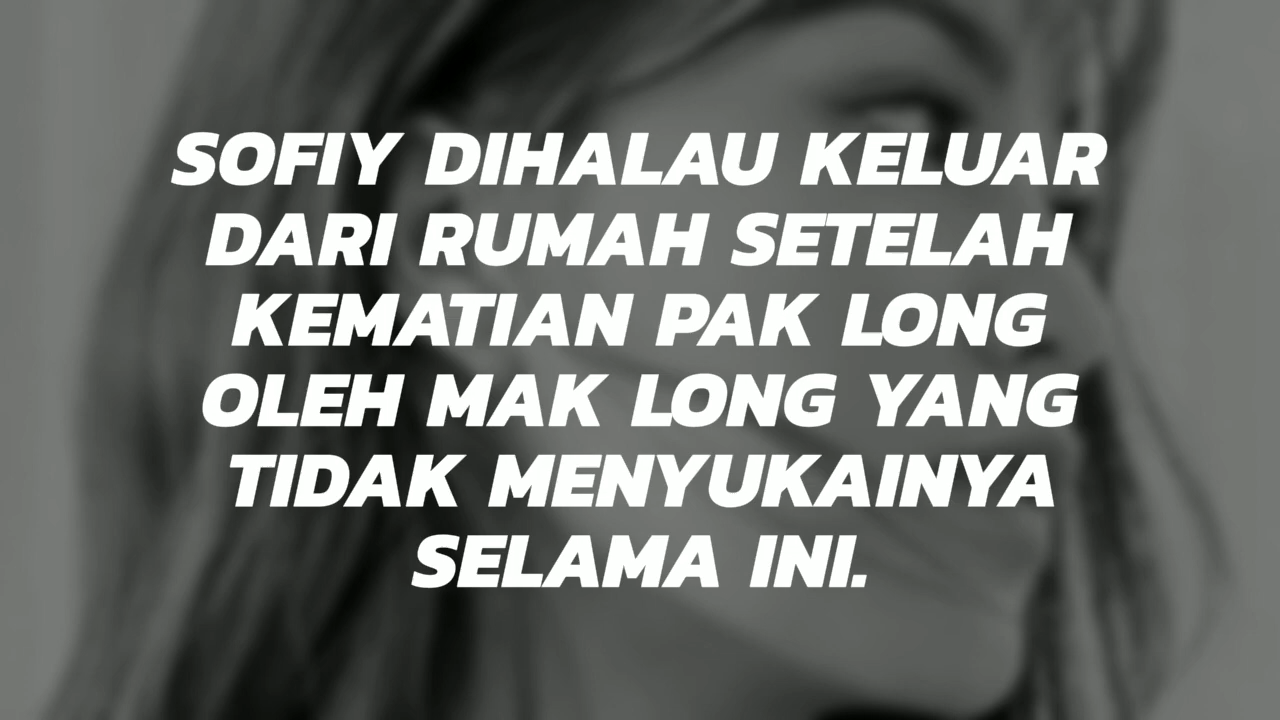 SOFIY DIHALAU KELUAR
DARI RUMAH SETELAH
KEMATIAN PAK LONG
OLEH MAK LONG YANG
TIDAK MENYUKAINYA
SELAMA INI.